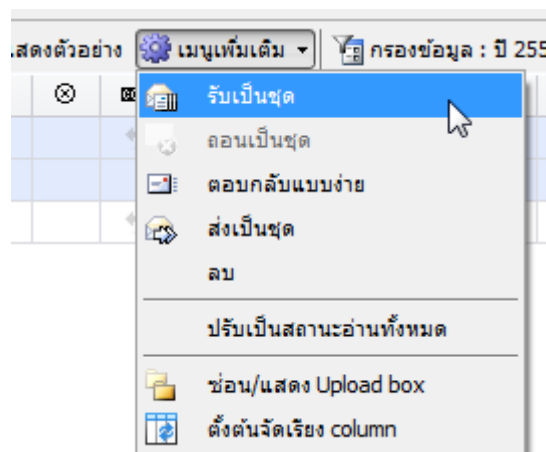 สดงตัวอย่าง เมนูเพิ่มเติม กรองข้อมูล : ปี 255
รับเป็นชุด
ถอนเป็นชุด
ตอบกลับแบบง่าย
ส่งเป็นชุด
ลบ
ปรับเป็นสถานะอ่านทั้งหมด
ซ่อน/แสดง Upload box
ตั้งต้นจัดเรียง column